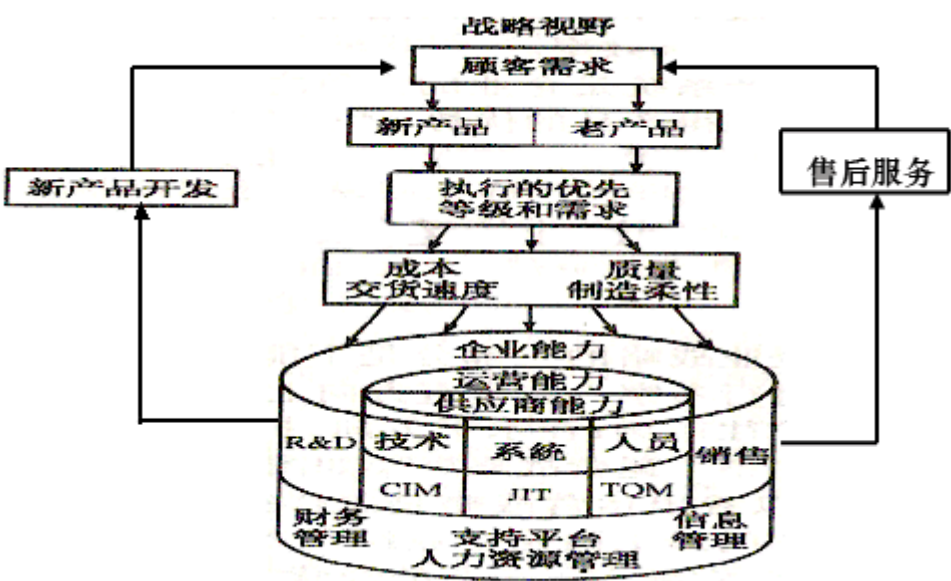 战略视野
顾客需求
新产品 老产品
新产品开发
售后服务
执行的优先
等级和需求
成本 质量
交货速度 制造柔性
企业能力
运营能力
供应商能力
R&D 技术 系统 人员 销售
CIM JIT TQM
财务 信息
管理 支持平台 管理
人力资源管理